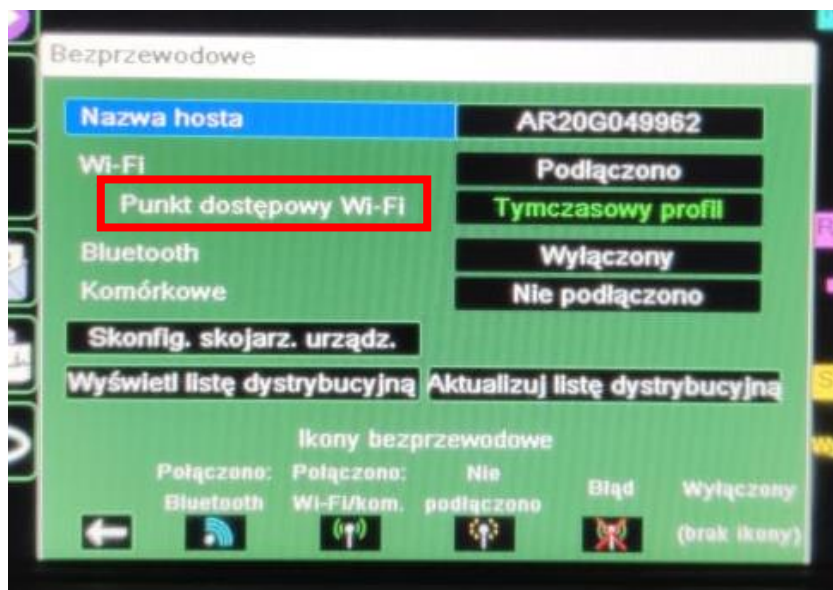 Bezprzewodowe
Nazwa hosta AR20G049962
Wi-Fi Podłączono
Punkt dostępowy Wi-Fi Tymczasowy profil
Bluetooth Wyłączony
Komórkowe Nie podłączono
Skonfig. skojarz. urządz.
Wyświetl listę dystrybucyjną Aktualizuj listę dystrybucyjną
Ikony bezprzewodowe
Połączono: Połączono: Nie Błąd Wyłączony
Bluetooth Wi-Fi/kom. podłączono (brak ikony)